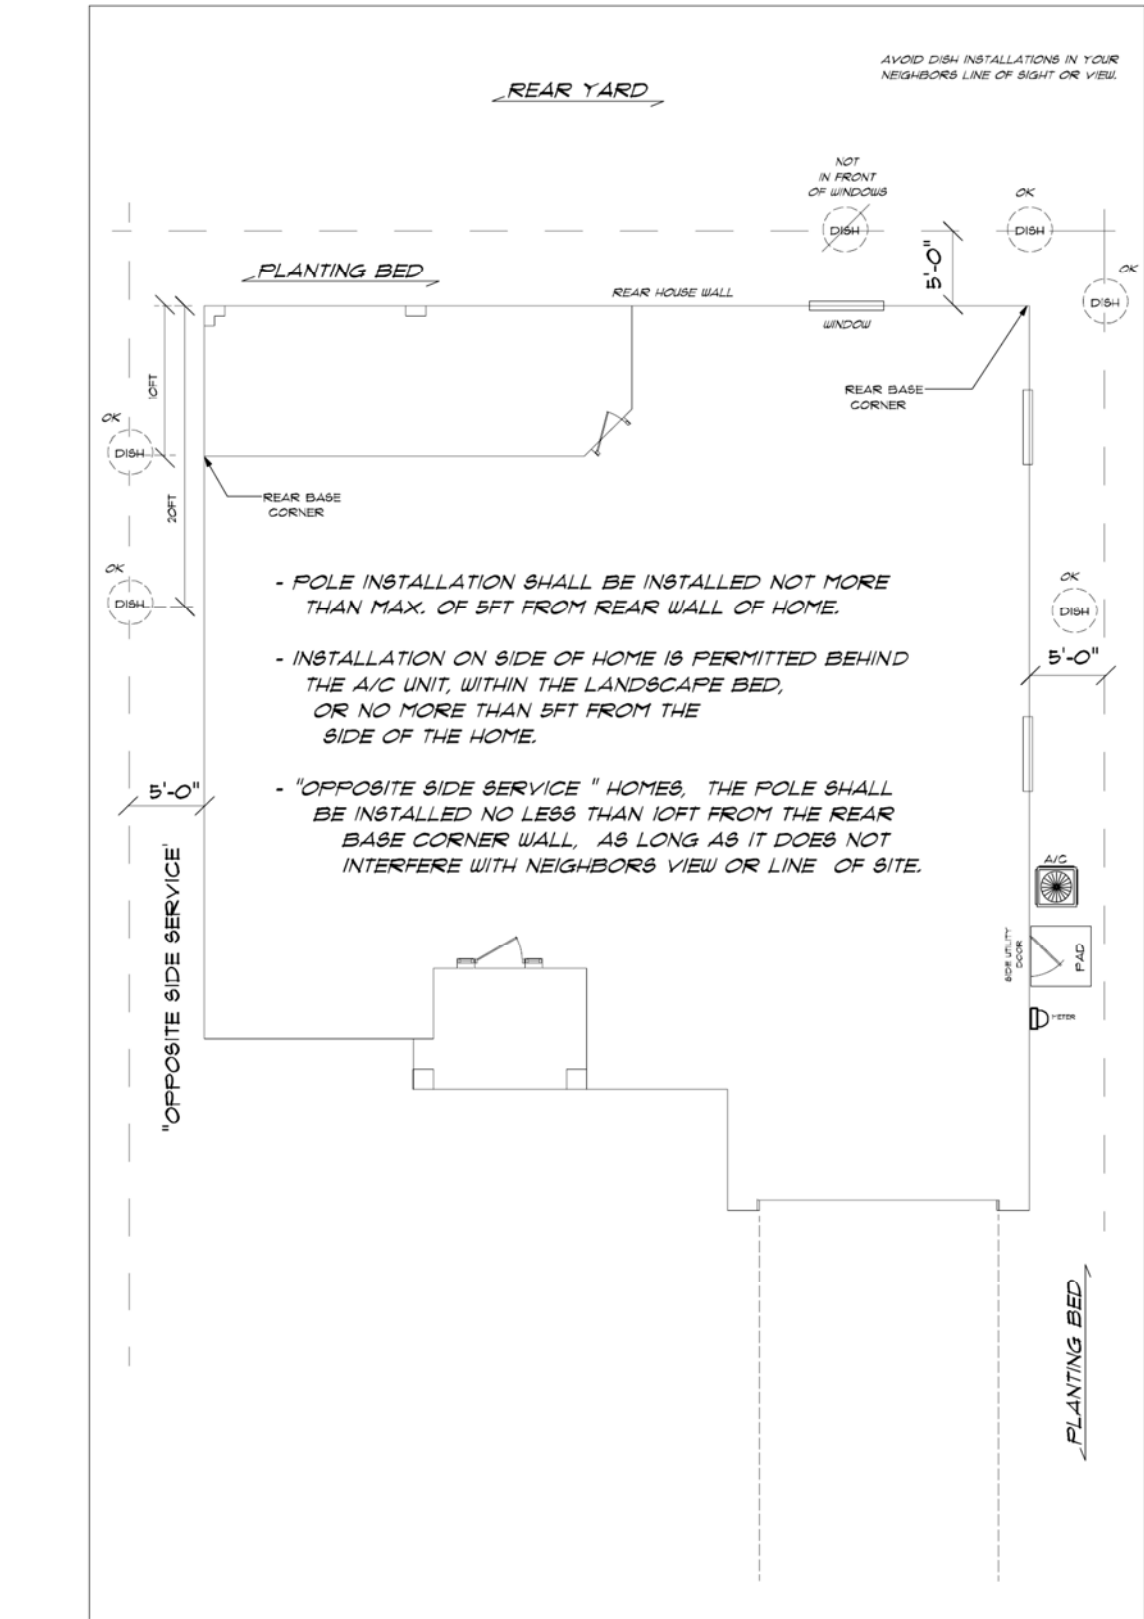 AVOID DISH INSTALLATIONS IN YOUR
NEIGHBORS LINE OF SIGHT OR VIEW.
REAR YARD
NOT
IN FRONT
OF WINDOWS
DISH
OK
DISH
OK
DISH
5'-0"
PLANTING BED
REAR HOUSE WALL
WINDOW
REAR BASE
CORNER
10FT
20FT
OK
DISH
REAR BASE
CORNER
OK
DISH
OK
DISH
5'-0"
- POLE INSTALLATION SHALL BE INSTALLED NOT MORE
THAN MAX. OF 5FT FROM REAR WALL OF HOME.
- INSTALLATION ON SIDE OF HOME IS PERMITTED BEHIND
THE A/C UNIT, WITHIN THE LANDSCAPE BED,
OR NO MORE THAN 5FT FROM THE
SIDE OF THE HOME.
- "OPPOSITE SIDE SERVICE " HOMES, THE POLE SHALL
BE INSTALLED NO LESS THAN 10FT FROM THE REAR
BASE CORNER WALL, AS LONG AS IT DOES NOT
INTERFERE WITH NEIGHBORS VIEW OR LINE OF SITE.
5'-0"
"OPPOSITE SIDE SERVICE'
A/C
SIDE UTILITY
DOOR
PAD
METER
PLANTING BED